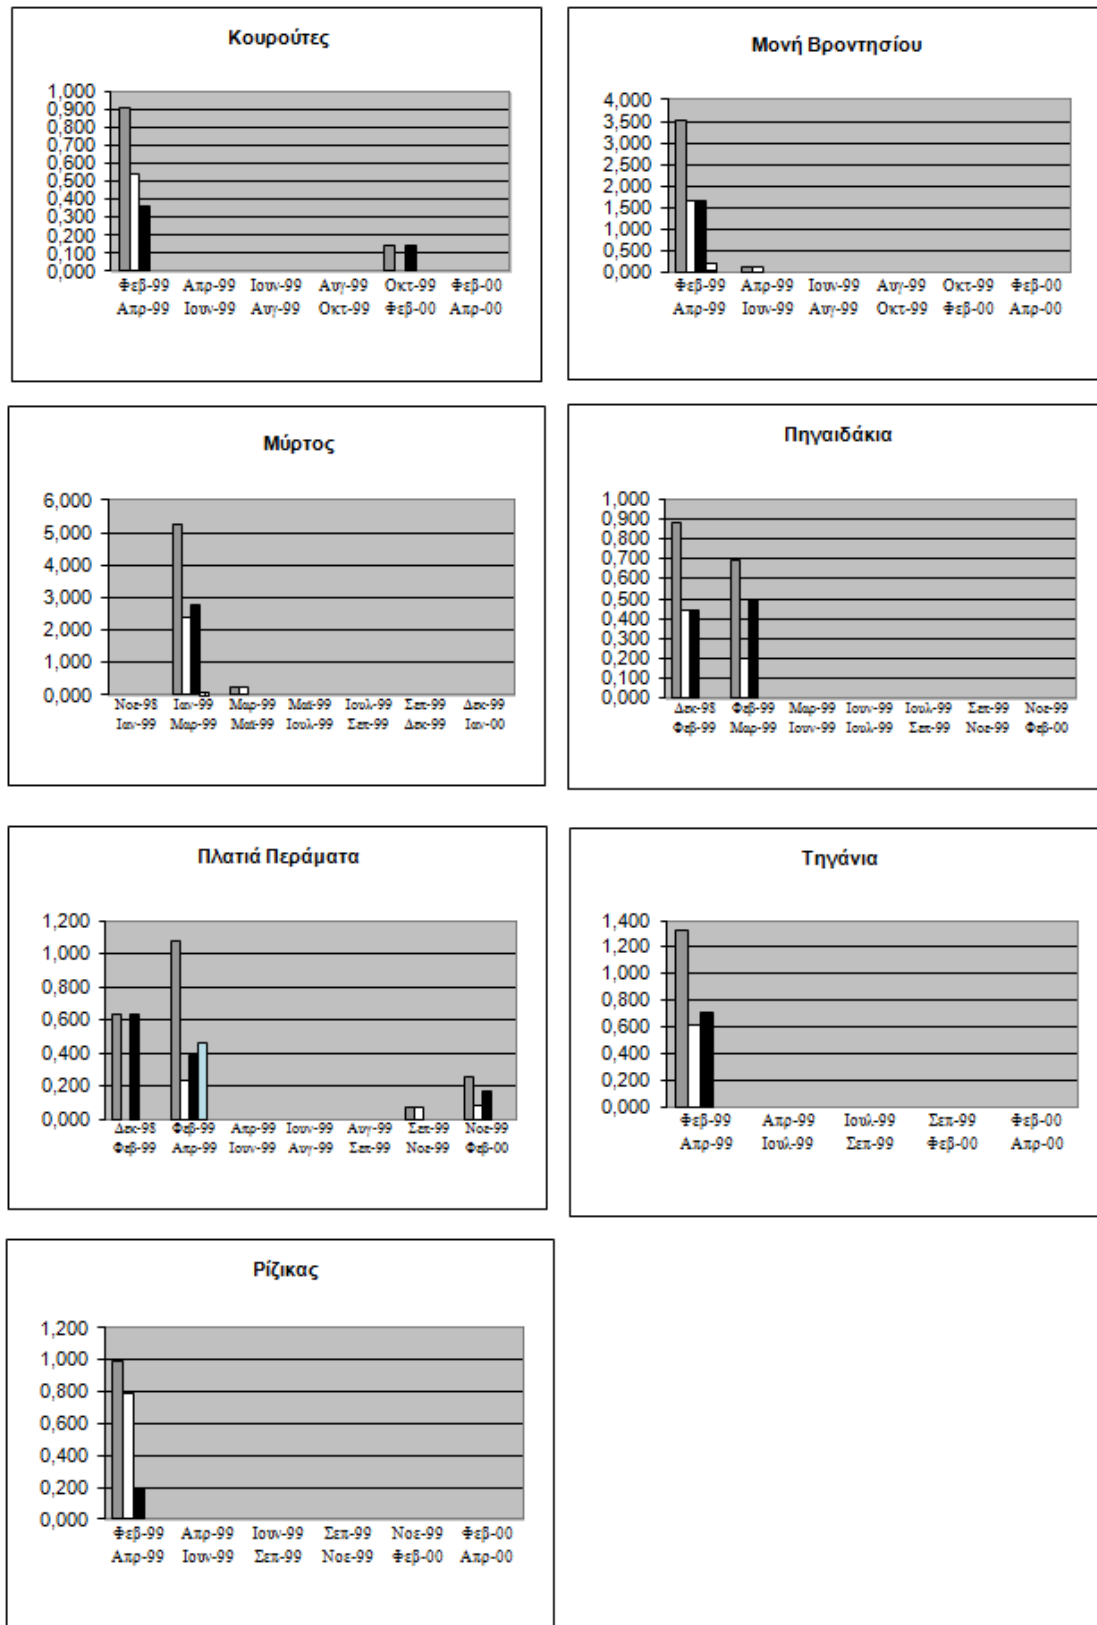 Κουρούτες
1,000
0,900
0,800
0,700
0,600
0,500
0,400
0,300
0,200
0,100
0,000
Φεβ-99 Απρ-99 Ιουν-99 Αυγ-99 Οκτ-99 Φεβ-00
Απρ-99 Ιουν-99 Αυγ-99 Οκτ-99 Φεβ-00 Απρ-00
Μονή Βροντησίου
4,000
3,500
3,000
2,500
2,000
1,500
1,000
0,500
0,000
Φεβ-99 Απρ-99 Ιουν-99 Αυγ-99 Οκτ-99 Φεβ-00
Απρ-99 Ιουν-99 Αυγ-99 Οκτ-99 Φεβ-00 Απρ-00
Μύρτος
6,000
5,000
4,000
3,000
2,000
1,000
0,000
Νοε-98 Ιαν-99 Μαρ-99 Μαϊ-99 Ιουλ-99 Σεπ-99 Δεκ-99
Ιαν-99 Μαρ-99 Μαϊ-99 Ιουλ-99 Σεπ-99 Δεκ-99 Ιαν-00
Πηγαιδάκια
1,000
0,900
0,800
0,700
0,600
0,500
0,400
0,300
0,200
0,100
0,000
Δεκ-98 Φεβ-99 Μαρ-99 Ιουν-99 Ιουλ-99 Σεπ-99 Νοε-99
Φεβ-99 Μαρ-99 Ιουν-99 Ιουλ-99 Σεπ-99 Νοε-99 Φεβ-00
Πλατιά Περάματα
1,200
1,000
0,800
0,600
0,400
0,200
0,000
Δεκ-98 Φεβ-99 Απρ-99 Ιουν-99 Αυγ-99 Σεπ-99 Νοε-99
Φεβ-99 Απρ-99 Ιουν-99 Αυγ-99 Σεπ-99 Νοε-99 Φεβ-00
Τηγάνια
1,400
1,200
1,000
0,800
0,600
0,400
0,200
0,000
Φεβ-99 Απρ-99 Ιουλ-99 Σεπ-99 Φεβ-00
Απρ-99 Ιουλ-99 Σεπ-99 Φεβ-00 Απρ-00
Ρίζικας
1,200
1,000
0,800
0,600
0,400
0,200
0,000
Φεβ-99 Απρ-99 Ιουν-99 Σεπ-99 Νοε-99 Φεβ-00
Απρ-99 Ιουν-99 Σεπ-99 Νοε-99 Φεβ-00 Απρ-00